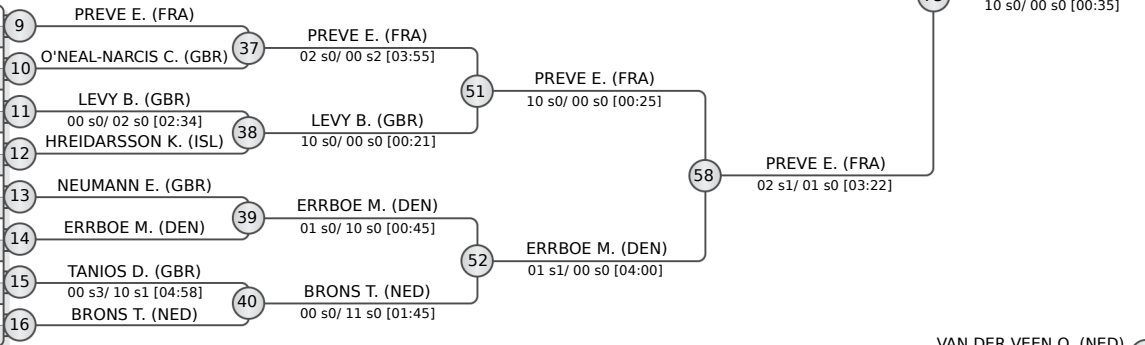 10 s0/ 00 s0 [00:35]
9
PREVE E. (FRA)
10
O'NEAL-NARCIS C. (GBR)
37
PREVE E. (FRA)
02 s0/ 00 s2 [03:55]
11
LEVY B. (GBR)
00 s0/ 02 s0 [02:34]
12
HREIDARSSON K. (ISL)
38
LEVY B. (GBR)
10 s0/ 00 s0 [00:21]
51
PREVE E. (FRA)
10 s0/ 00 s0 [00:25]
13
NEUMANN E. (GBR)
14
ERRBOE M. (DEN)
39
ERRBOE M. (DEN)
01 s0/ 10 s0 [00:45]
15
TANIOS D. (GBR)
00 s3/ 10 s1 [04:58]
16
BRONS T. (NED)
40
BRONS T. (NED)
00 s0/ 11 s0 [01:45]
52
ERRBOE M. (DEN)
01 s1/ 00 s0 [04:00]
58
PREVE E. (FRA)
02 s1/ 01 s0 [03:22]
VAN DER VEEN O. (NED)